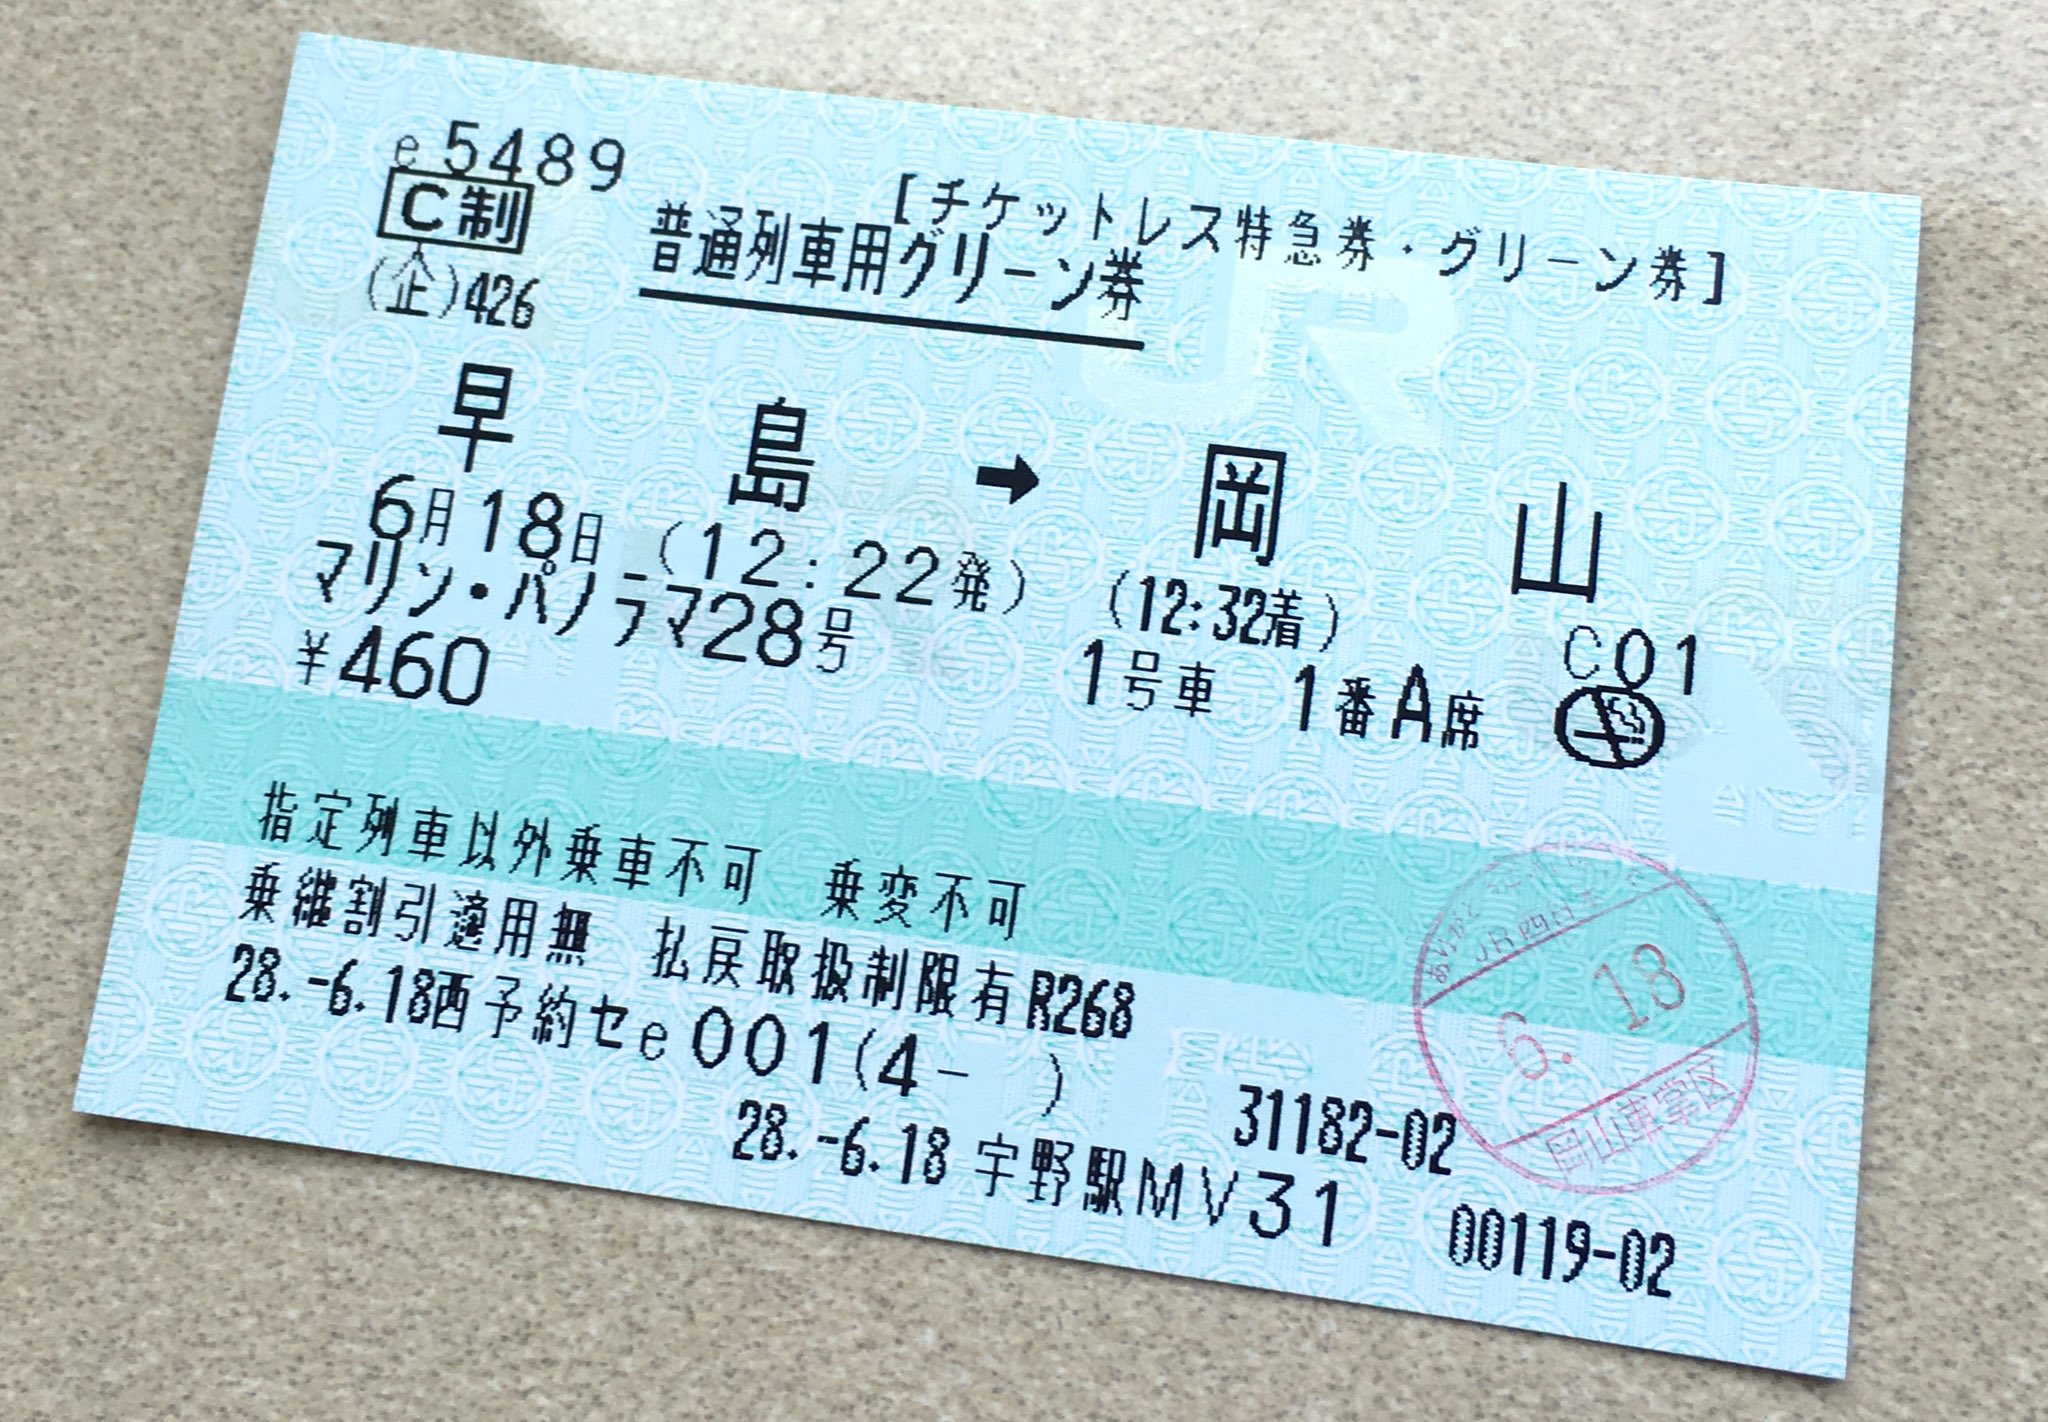 e5489
C制
【チケットレス特急券・グリーン券】
普通列車用グリーン券
(企)426
早島➡岡山
6月18日 (12:22発) (12:32着) C01
マリン・パノラマ28号 1号車 1番A席
¥460
指定列車以外乗車不可 乗変不可
乗継割引適用無 払戻取扱制限有R268
28.-6.18西予約セe001(4- )
31182-02
28.-6.18 宇野駅MV31 00119-02
JR西日本
6.18
岡山車掌区
JR